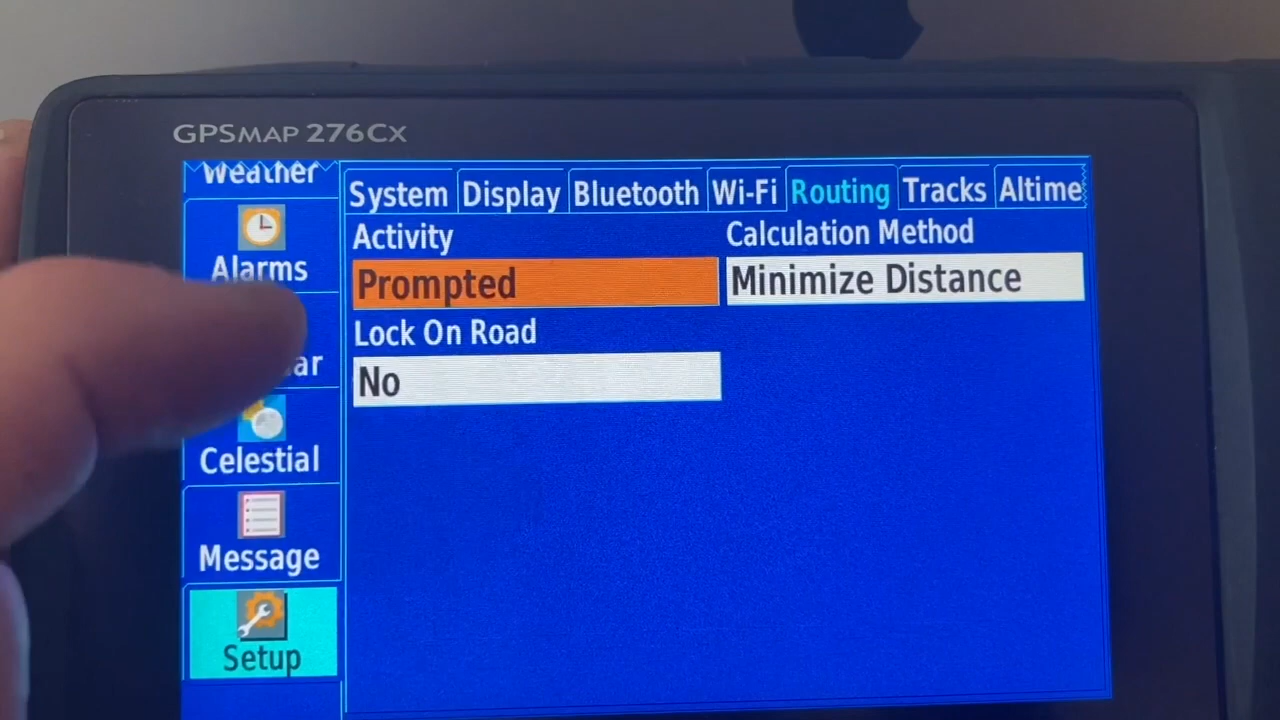 GPSMAP 276Cx
Weather
System Display Bluetooth Wi-Fi Routing Tracks Altime
Activity
Calculation Method
Alarms
Prompted
Minimize Distance
Lock On Road
No
Celestial
Message
Setup